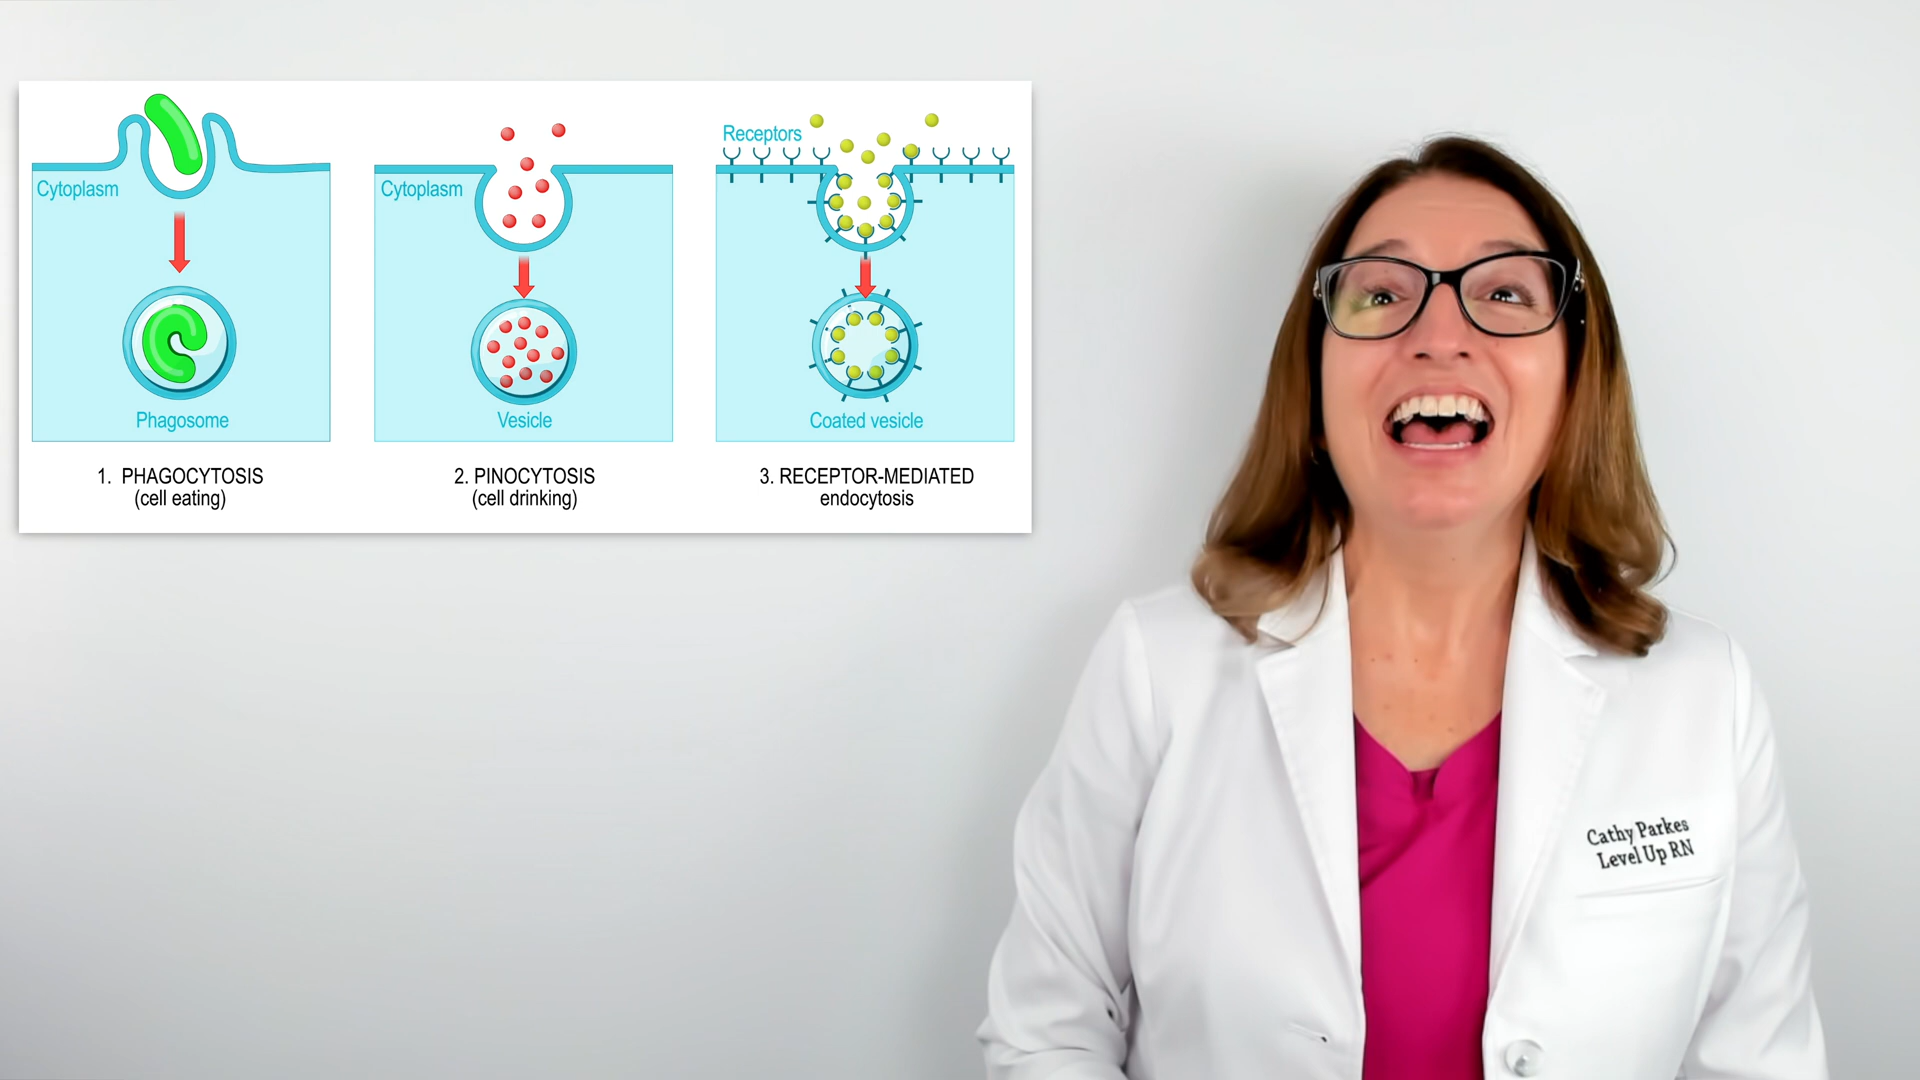 Cytoplasm
Phagosome
1. PHAGOCYTOSIS
(cell eating)
Cytoplasm
Vesicle
2. PINOCYTOSIS
(cell drinking)
Receptors
Coated vesicle
3. RECEPTOR-MEDIATED
endocytosis
Cathy Parkes
Level Up RN